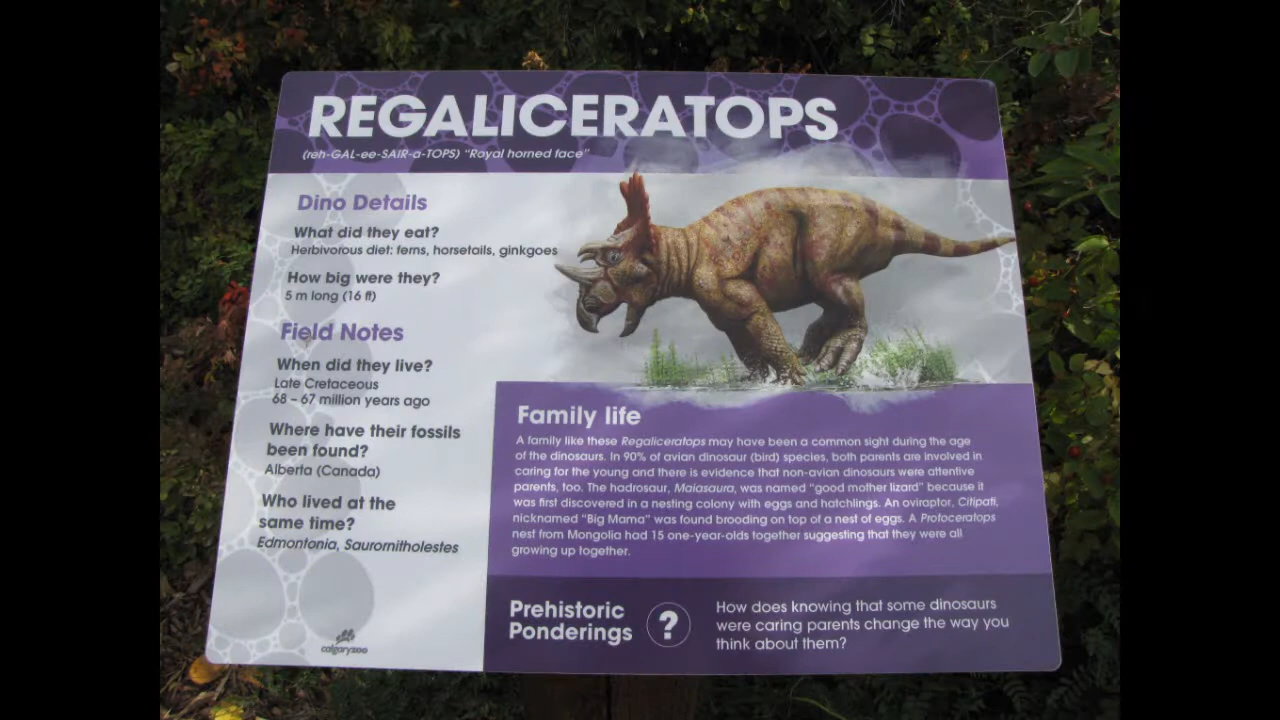 REGALICERATOPS
(reh-GAL-ee-SAIR-a-TOPS) "Royal horned face"
Dino Details
What did they eat?
Herbivorous diet: ferns, horsetails, ginkgoes
How big were they?
5 m long (16 ft)
Field Notes
When did they live?
Late Cretaceous
68 – 67 million years ago
Where have their fossils
been found?
Alberta (Canada)
Who lived at the
same time?
Edmontonia, Saurornitholestes
calgaryzoo
Family life
A family like these Regaliceratops may have been a common sight during the age
of the dinosaurs. In 90% of avian dinosaur (bird) species, both parents are involved in
caring for the young and there is evidence that non-avian dinosaurs were attentive
parents, too. The hadrosaur, Maiasaura, was named "good mother lizard" because it
was first discovered in a nesting colony with eggs and hatchlings. An oviraptor, Citipati,
nicknamed "Big Mama" was found brooding on top of a nest of eggs. A Protoceratops
nest from Mongolia had 15 one-year-olds together suggesting that they were all
growing up together.
Prehistoric
Ponderings
?
How does knowing that some dinosaurs
were caring parents change the way you
think about them?